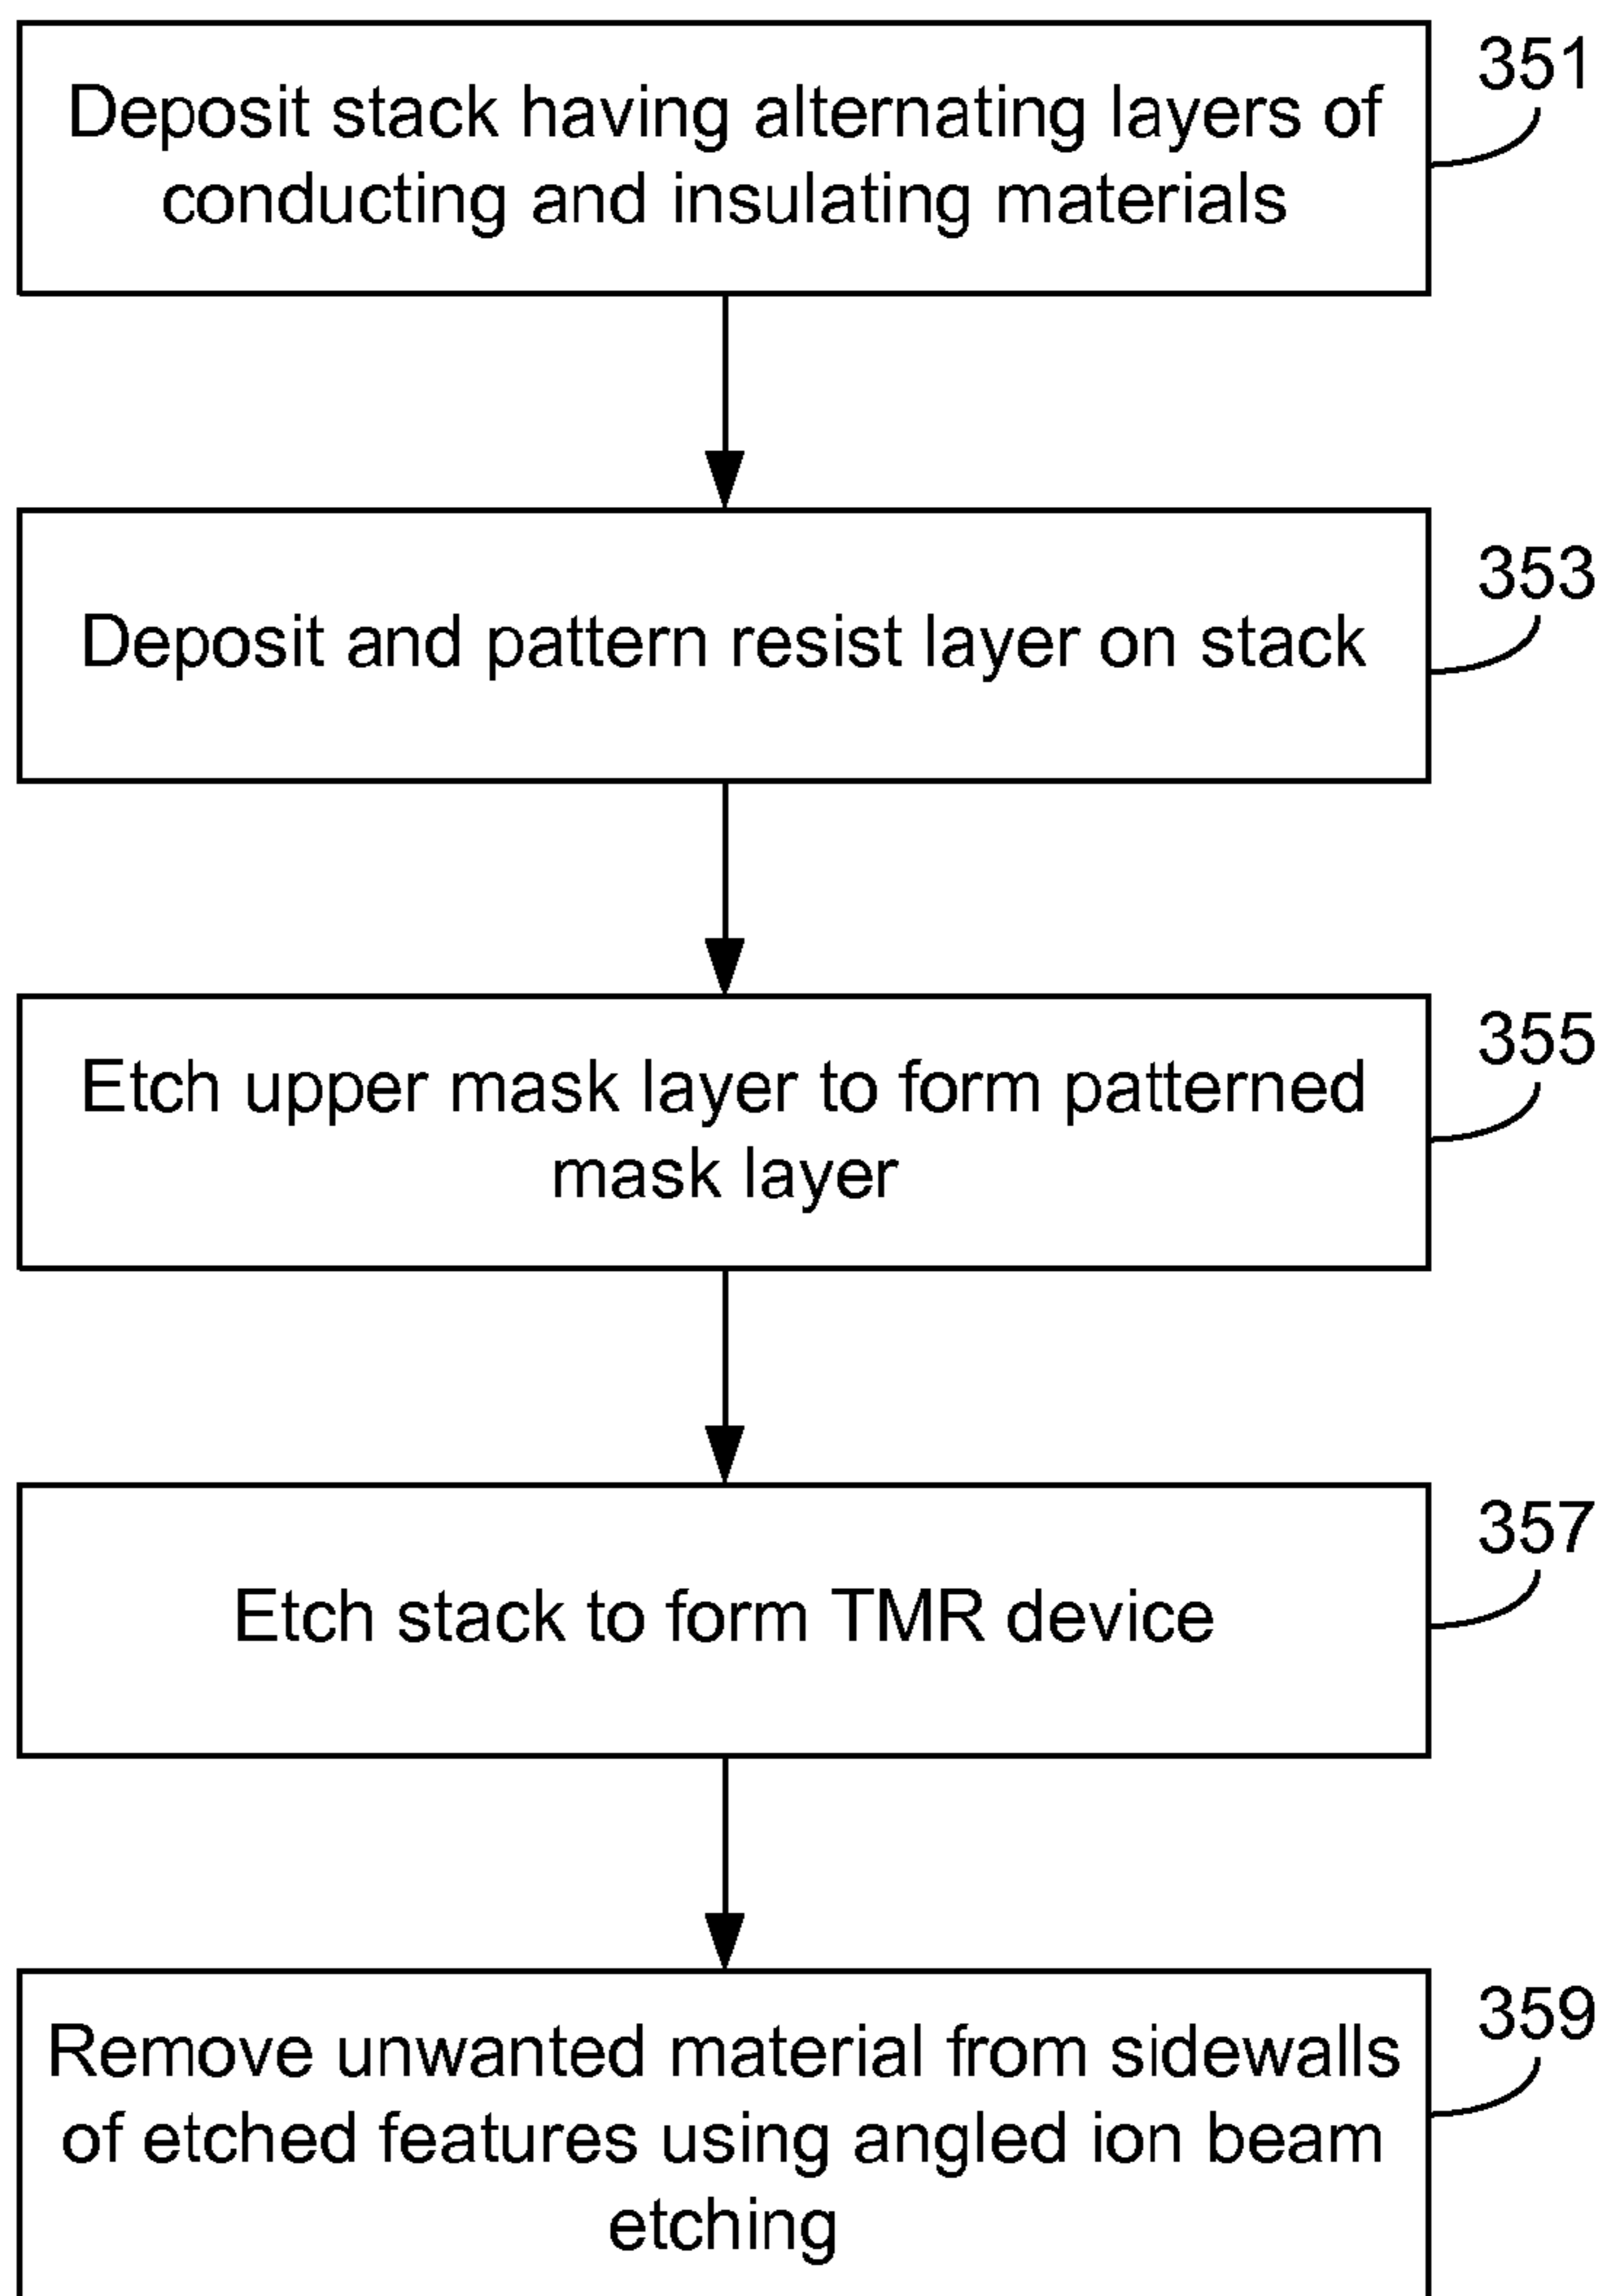 Deposit stack having alternating layers of
conducting and insulating materials
351
Deposit and pattern resist layer on stack
353
Etch upper mask layer to form patterned
mask layer
355
Etch stack to form TMR device
357
Remove unwanted material from sidewalls
of etched features using angled ion beam
etching
359